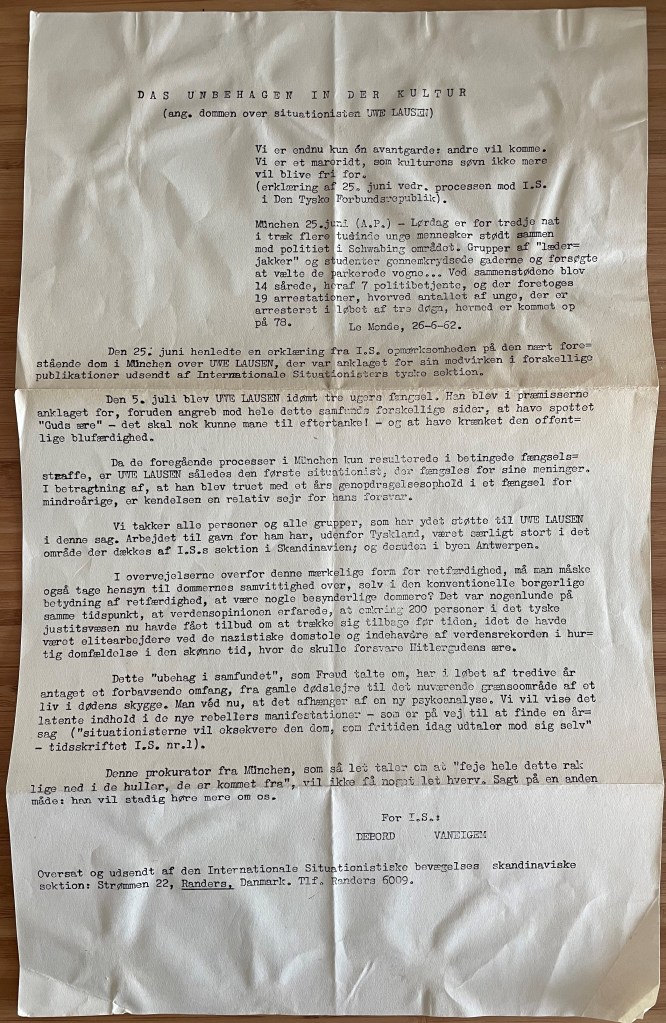 DAS UNBEHAGEN IN DER KULTUR
(ang. dommen over situationisten UWE LAUSEN)
Vi er endnu kun én avantgarde: andre vil komme.
Vi er et mareridt, som kulturens søvn ikke mere
vil blive fri for.
(erklæring af 25. juni vedr. processen mod I.S.
i Den Tyske Forbundsrepublik).
München 25.juni (A.P.) - Lørdag er for tredje nat
i træk flere tusinde unge mennesker stødt sammen
med politiet i Schwabing området. Grupper af "læder=
jakker" og studenter gennemkrydsede gaderne og forsøgte
at vælte de parkerede vogne... Ved sammenstødene blev
14 sårede, heraf 7 politibetjente, og der foretoges
19 arrestationer, hvorved antallet af unge, der er
arresteret i løbet af tre døgn, hermed er kommet op
på 78. Le Monde, 26-6-62.
Den 25. juni henledte en erklæring fra I.S. opmærksomheden på den nært fore=
stående dom i München over UWE LAUSEN, der var anklaget for sin medvirken i forskellige
publikationer udsendt af Internationale Situationisters tyske sektion.
Den 5. juli blev UWE LAUSEN idømt tre ugers fængsel. Han blev i præmisserne
anklaget for, foruden angreb mod hele dette samfunds forskellige sider, at have spottet
"Guds ære" - det skal nok kunne mane til eftertanke! - og at have krænket den offent=
lige blufærdighed.
Da de foregående processer i München kun resulterede i betingede fængsels=
straffe, er UWE LAUSEN således den første situationist, der fængsles for sine meninger.
I betragtning af, at han blev truet med et års genopdragelsesophold i et fængsel for
mindreårige, er kendelsen en relativ sejr for hans forsvar.
Vi takker alle personer og alle grupper, som har ydet støtte til UWE LAUSEN
i denne sag. Arbejdet til gavn for ham har, udenfor Tyskland, været særligt stort i det
område der dækkes af I.S.s sektion i Skandinavien; og desuden i byen Antwerpen.
I overvejelserne overfor denne mærkelige form for retfærdighed, må man måske
også tage hensyn til dommernes samvittighed over, selv i den konventionelle borgerlige
betydning af retfærdighed, at være nogle besynderlige dommere? Det var nogenlunde på
samme tidspunkt, at verdensopinionen erfarede, at omkring 200 personer i det tyske
justitsvæsen nu havde fået tilbud om at trække sig tilbage før tiden, idet de havde
været elitearbejdere ved de nazistiske domstole og indehavere af verdensrekorden i hur=
tig domfældelse i den skønne tid, hvor de skulle forsvare Hitlergudens ære.
Dette "ubehag i samfundet", som Freud talte om, har i løbet af tredive år
antaget et forbavsende omfang, fra gamle dødslejre til det nuværende grænseområde af et
liv i dødens skygge. Man véd nu, at det afhænger af en ny psykoanalyse. Vi vil vise det
latente indhold i de nye rebellers manifestationer - som er på vej til at finde en år=
sag ("situationisterne vil eksekvere den dom, som fritiden idag udtaler mod sig selv"
- tidsskriftet I.S. nr.1).
Denne prokurator fra München, som så let taler om at "feje hele dette rak
lige ned i de huller, de er kommet fra", vil ikke få noget let hverv. Sagt på en anden
måde: han vil stadig høre mere om os.
For I.S.:
DEBORD VANEIGEM
Oversat og udsendt af den Internationale Situationistiske bevægelses skandinaviske
sektion: Strømmen 22, Randers, Danmark. Tlf. Randers 6009.